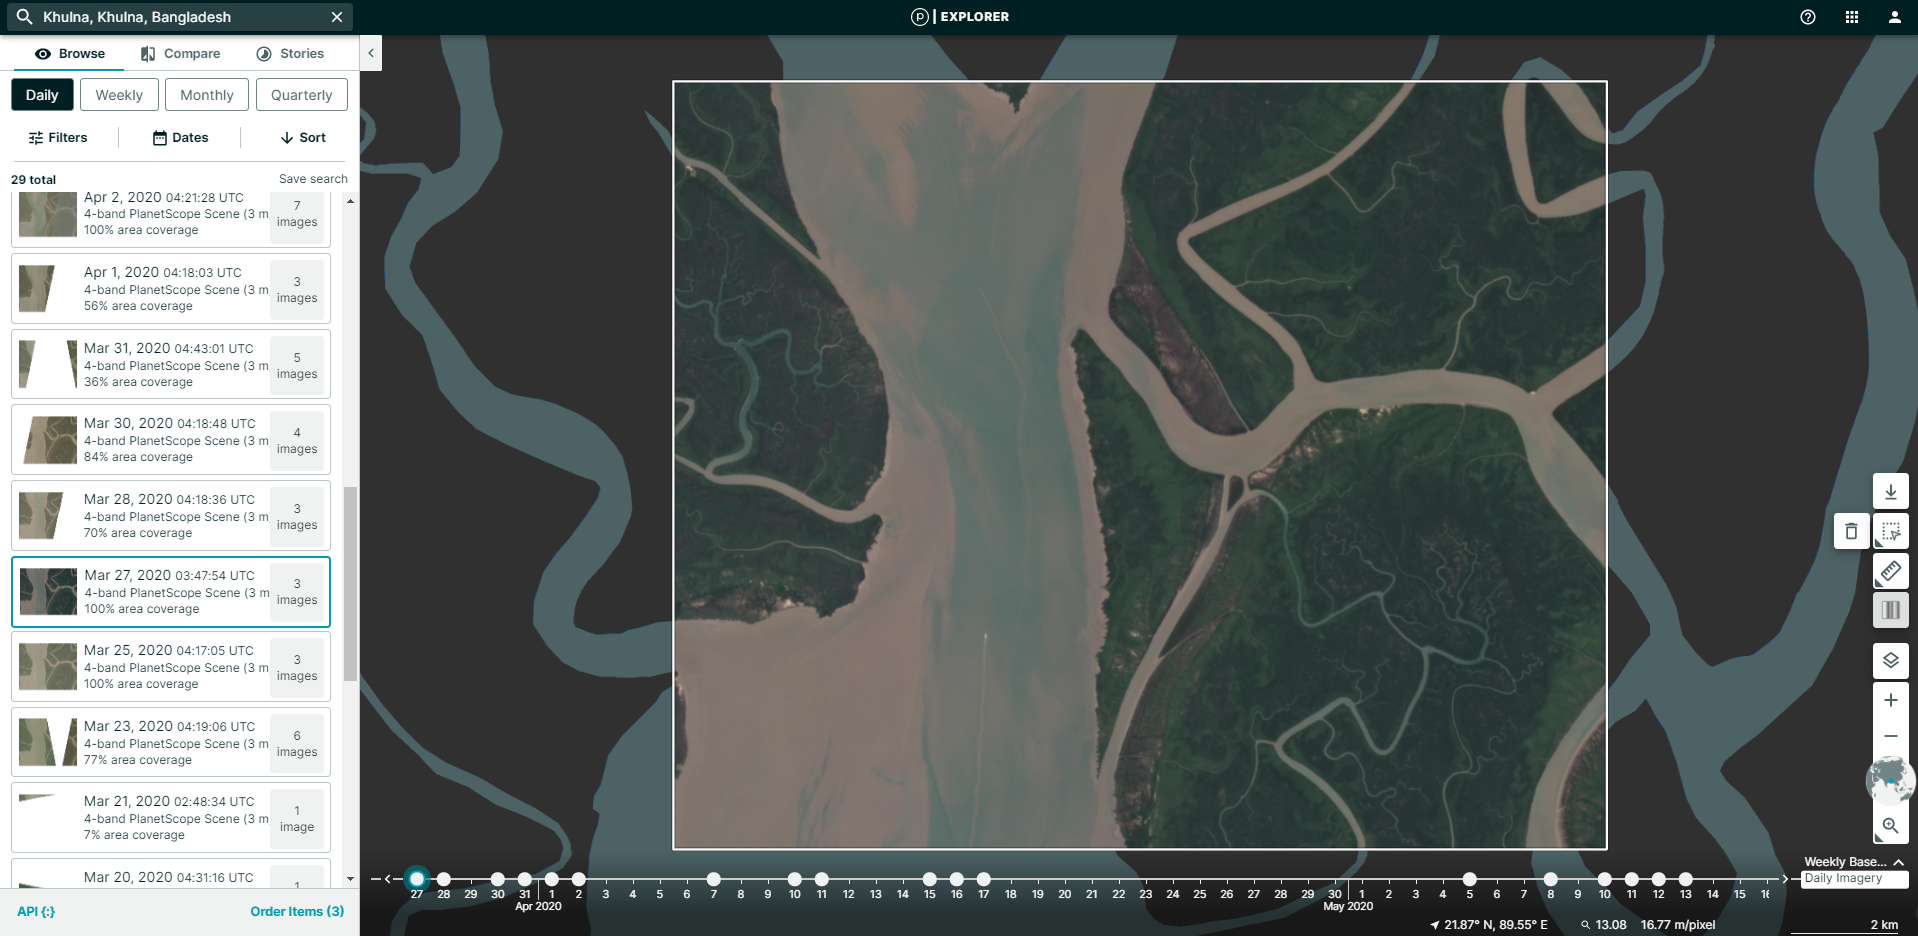 Khulna, Khulna, Bangladesh
p | EXPLORER
Browse
Compare
Stories
Daily
Weekly
Monthly
Quarterly
Filters
Dates
Sort
29 total
Save search
Apr 2, 2020 04:21:28 UTC
4-band PlanetScope Scene (3 m
100% area coverage
7
images
Apr 1, 2020 04:18:03 UTC
4-band PlanetScope Scene (3 m
56% area coverage
3
images
Mar 31, 2020 04:43:01 UTC
4-band PlanetScope Scene (3 m
36% area coverage
5
images
Mar 30, 2020 04:18:48 UTC
4-band PlanetScope Scene (3 m
84% area coverage
4
images
Mar 28, 2020 04:18:36 UTC
4-band PlanetScope Scene (3 m
70% area coverage
3
images
Mar 27, 2020 03:47:54 UTC
4-band PlanetScope Scene (3 m
100% area coverage
3
images
Mar 25, 2020 04:17:05 UTC
4-band PlanetScope Scene (3 m
100% area coverage
3
images
Mar 23, 2020 04:19:06 UTC
4-band PlanetScope Scene (3 m
77% area coverage
6
images
Mar 21, 2020 02:48:34 UTC
4-band PlanetScope Scene (3 m
7% area coverage
1
image
Mar 20, 2020 04:31:16 UTC
1
API {:}
Order Items (3)
Weekly Base...
Daily Imagery
27 28 29 30 31 1 2 3 4 5 6 7 8 9 10 11 12 13 14 15 16 17 18 19 20 21 22 23 24 25 26 27 28 29 30 1 2 3 4 5 6 7 8 9 10 11 12 13 14 15 16
Apr 2020
May 2020
21.87° N, 89.55° E
13.08
16.77 m/pixel
2 km